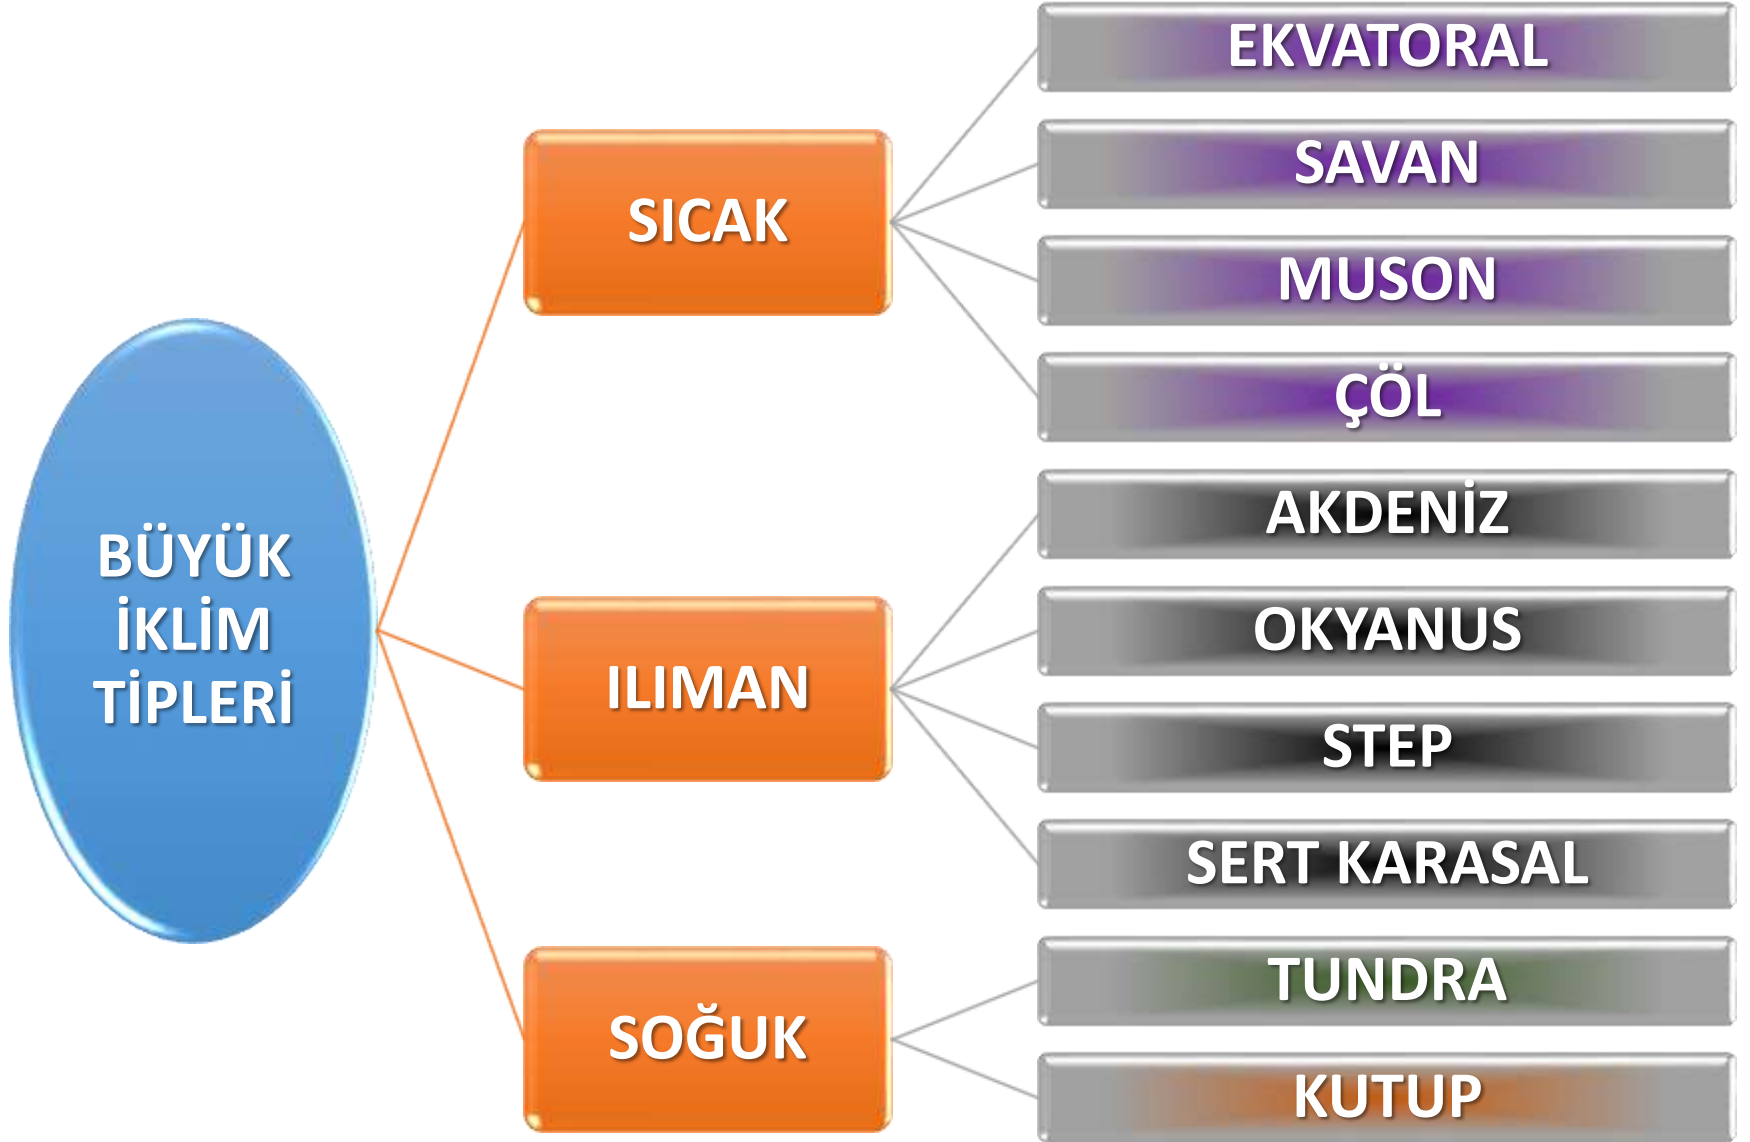 BÜYÜK
İKLİM
TİPLERİ
SICAK
EKVATORAL
SAVAN
MUSON
ÇÖL
ILIMAN
AKDENİZ
OKYANUS
STEP
SERT KARASAL
SOĞUK
TUNDRA
KUTUP